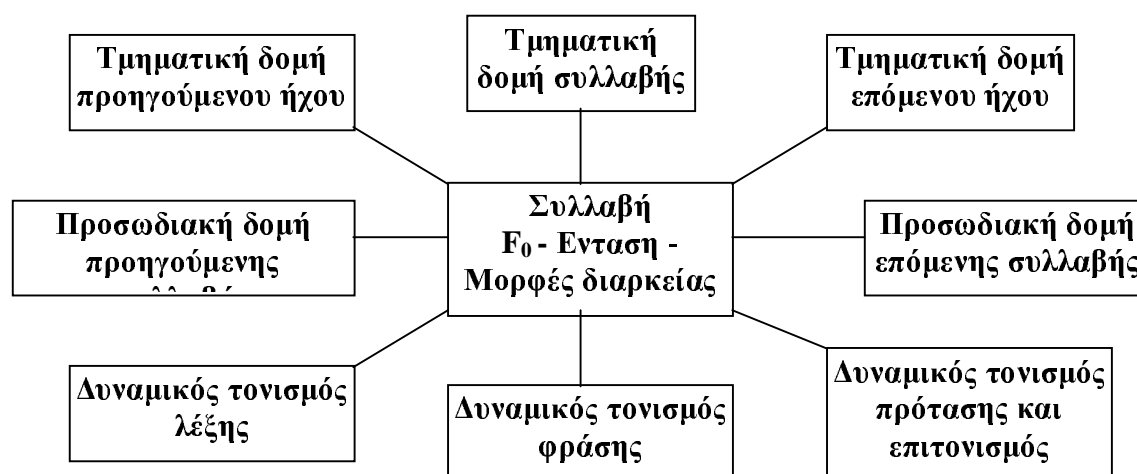 Τμηματική δομή
προηγούμενου ήχου
Τμηματική
δομή συλλαβής
Τμηματική δομή
επόμενου ήχου
Προσωδιακή δομή
προηγούμενης
Συλλαβή
F₀ - Ενταση -
Μορφές διαρκείας
Προσωδιακή δομή
επόμενης συλλαβής
Δυναμικός τονισμός
λέξης
Δυναμικός τονισμός
φράσης
Δυναμικός τονισμός
πρότασης και
επιτονισμός